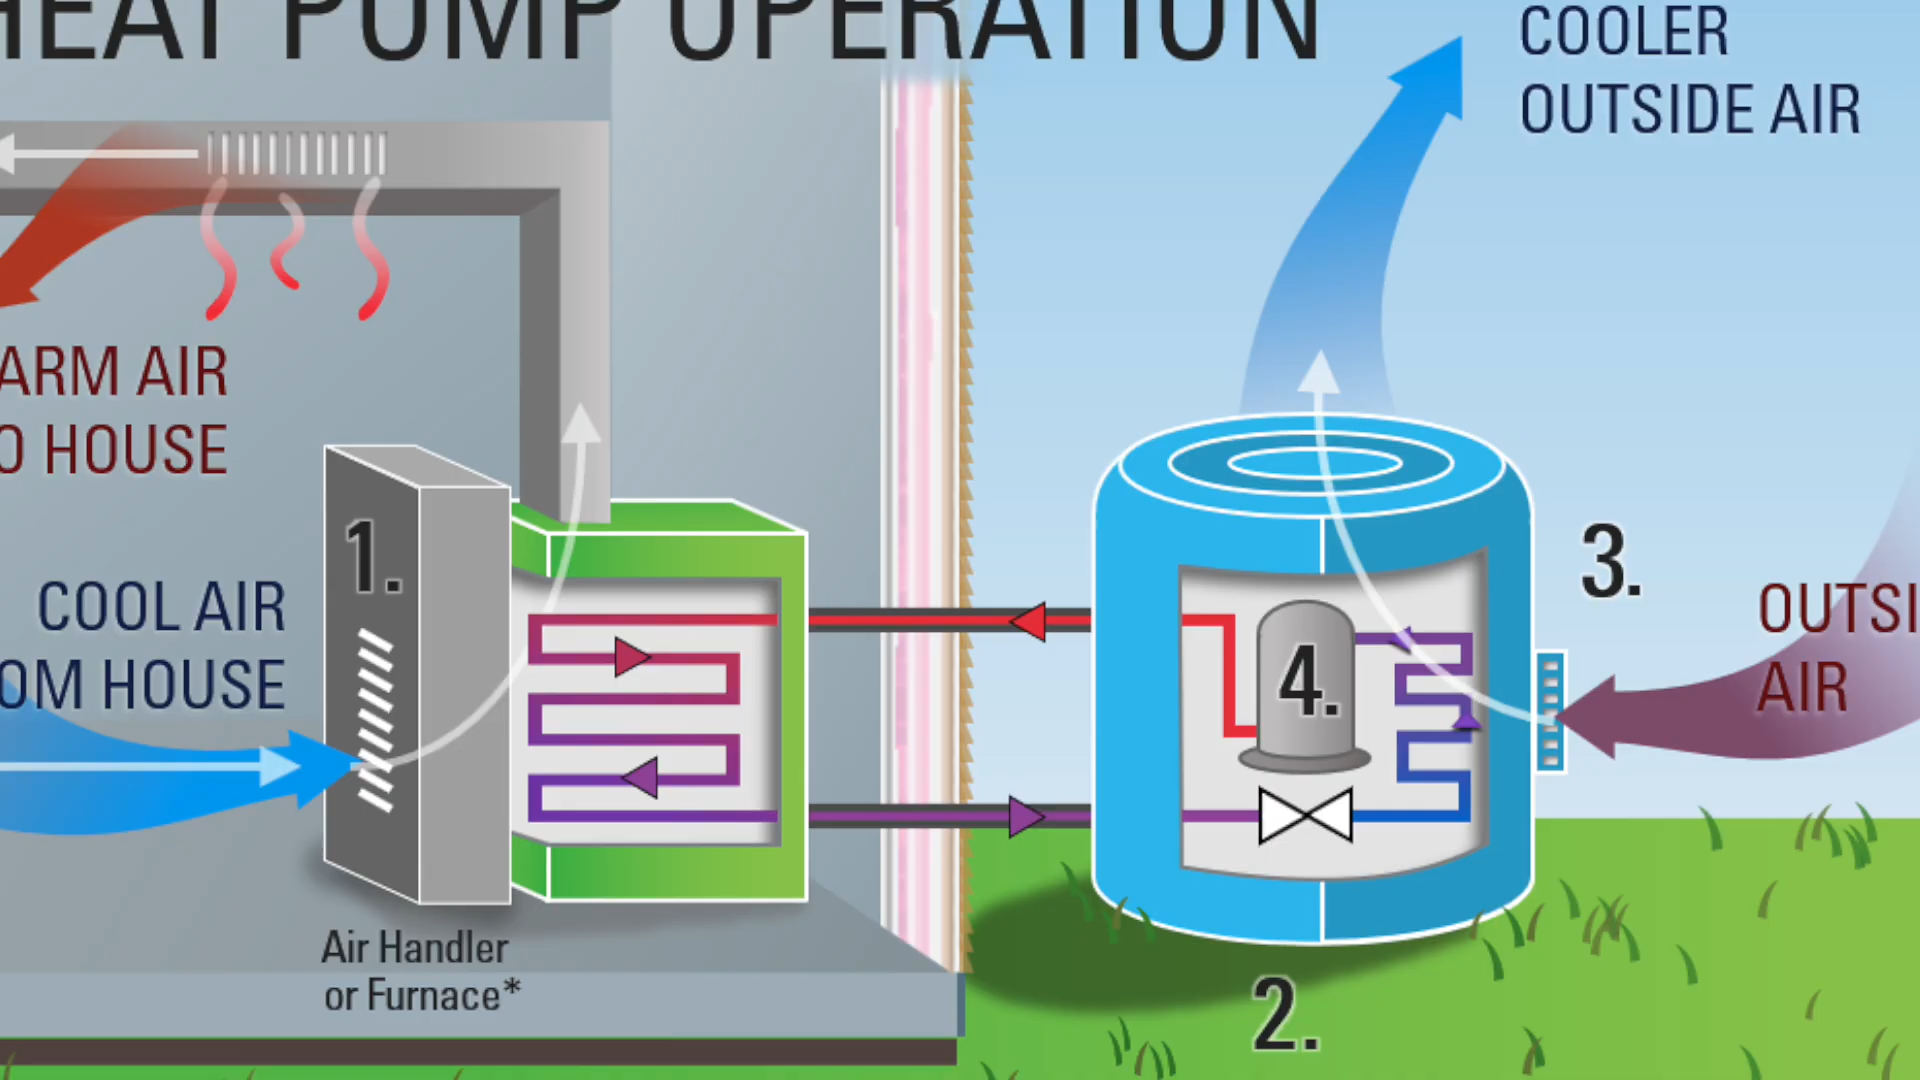 HEAT PUMP OPERATION
COOLER
OUTSIDE AIR
ARM AIR
O HOUSE
1.
COOL AIR
OM HOUSE
3.
OUTSI
AIR
4.
Air Handler
or Furnace*
2.